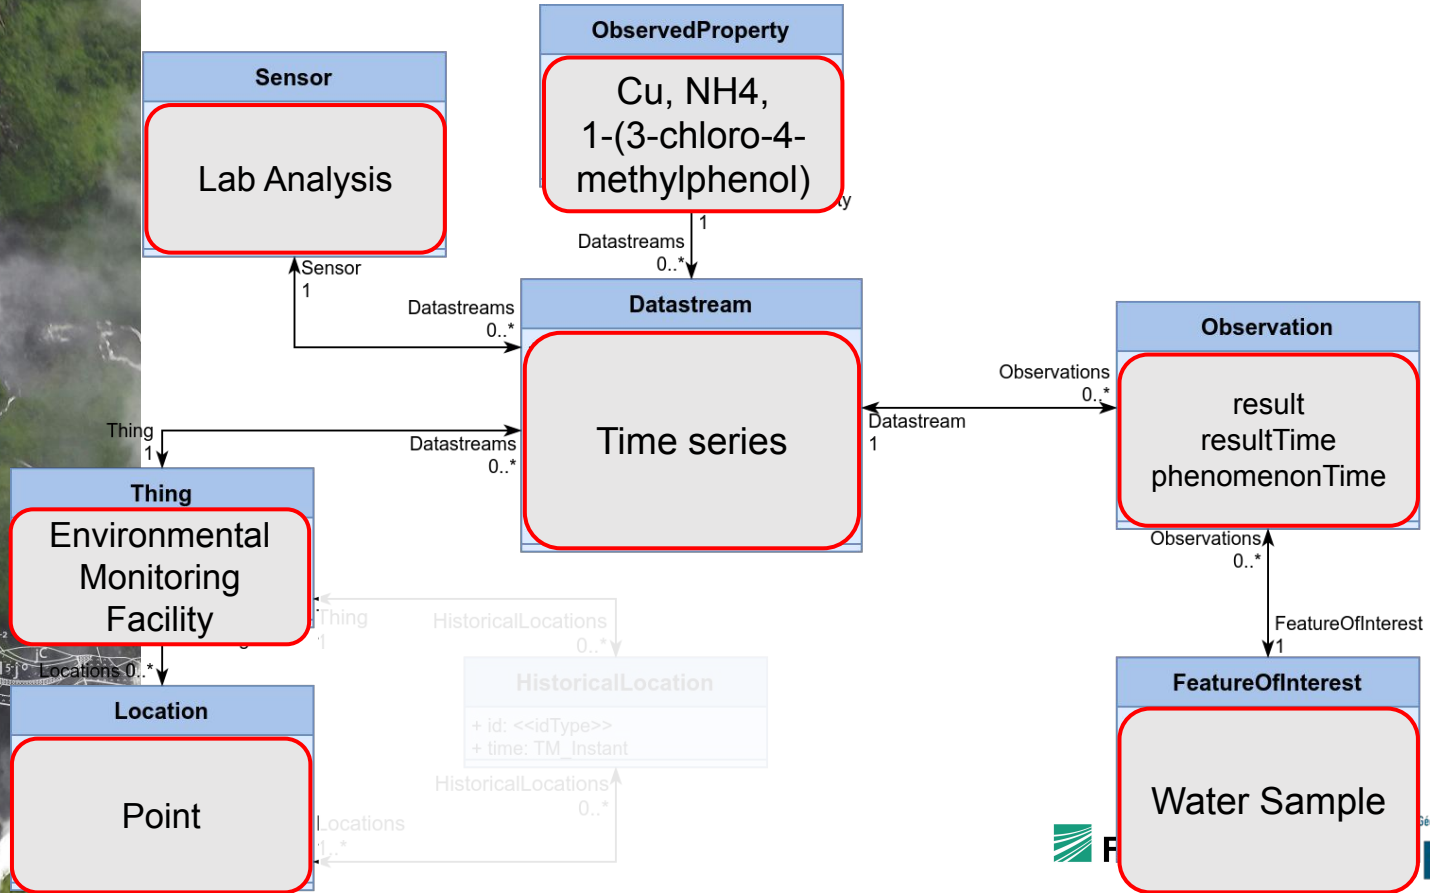 ObservedProperty
Cu, NH4,
1-(3-chloro-4-
methylphenol)
1
Datastreams
0..*
Sensor
Lab Analysis
Sensor
1
Datastreams
0..*
Datastream
Time series
Observations
0..*
Datastream
1
Observation
result
resultTime
phenomenonTime
Observations
0..*
FeatureOfInterest
1
FeatureOfInterest
Water Sample
Thing
1
Datastreams
0..*
Thing
Environmental
Monitoring
Facility
Thing
1
HistoricalLocations
0..*
HistoricalLocation
+ id: <<idType>>
+ time: TM_Instant
HistoricalLocations
0..*
Locations 0..*
Location
Point
Locations
1..*